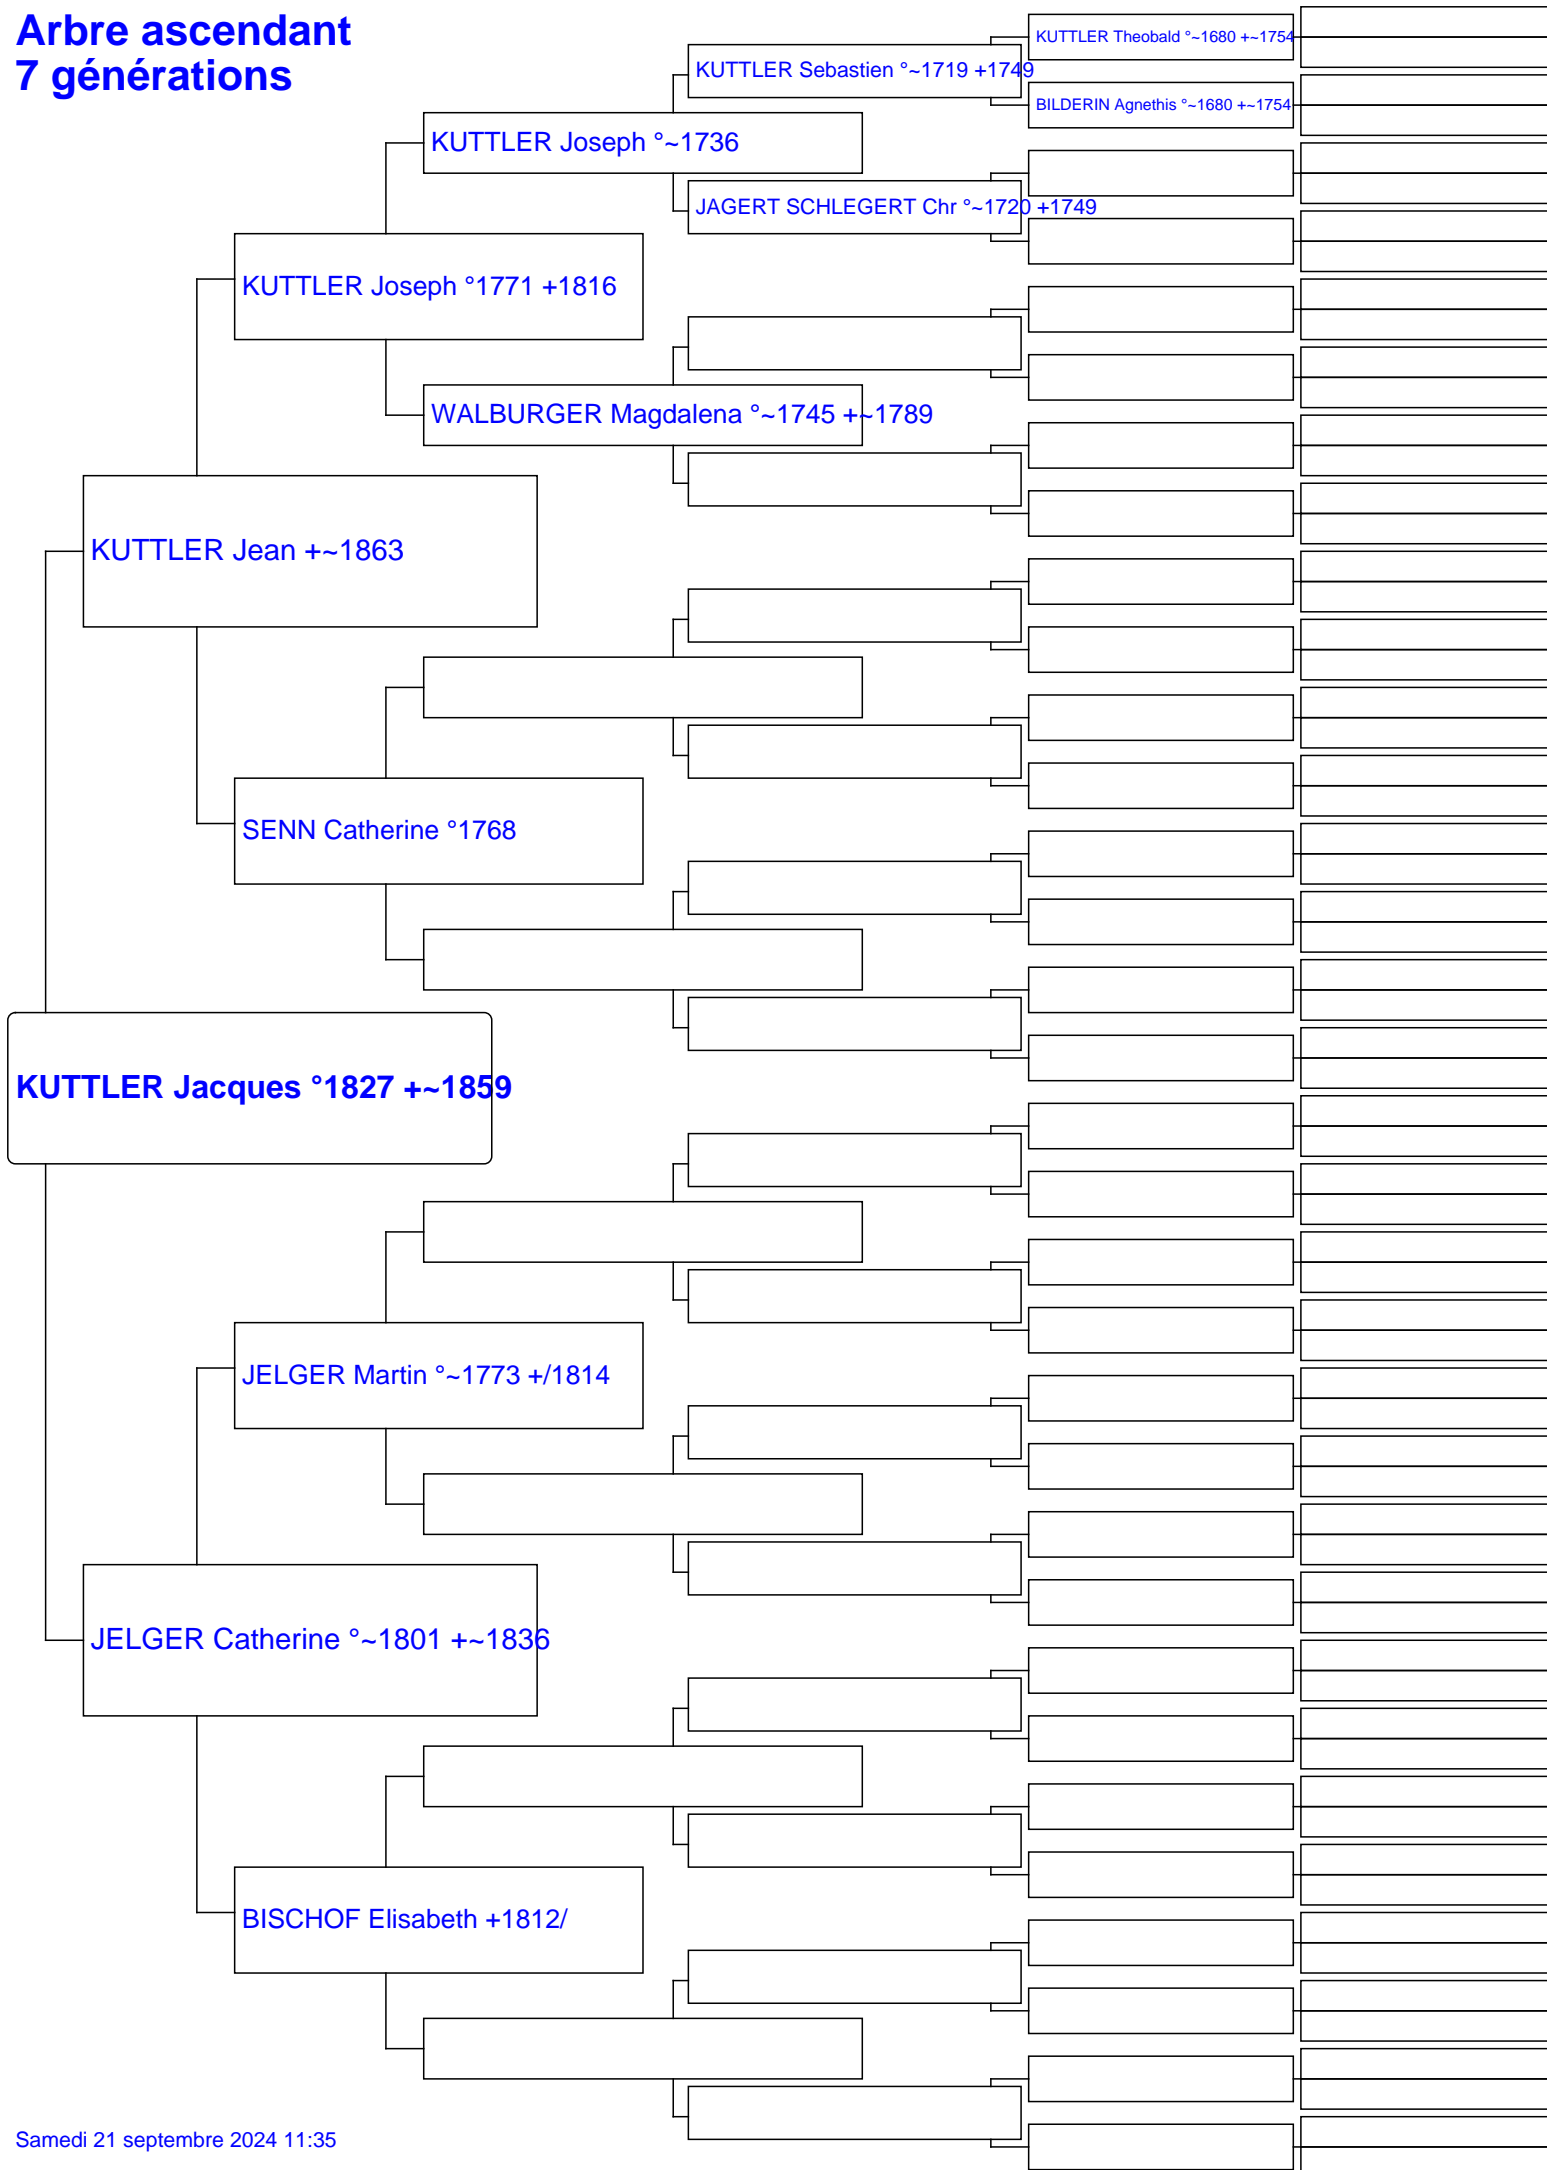 Arbre ascendant
7 générations
KUTTLER Theobald °~1680 +~1754
KUTTLER Sebastien °~1719 +1749
BILDERIN Agnethis °~1680 +~1754
KUTTLER Joseph °~1736
JAGERT SCHLEGERT Chr °~1720 +1749
KUTTLER Joseph °1771 +1816
WALBURGER Magdalena °~1745 +~1789
KUTTLER Jean +~1863
SENN Catherine °1768
KUTTLER Jacques °1827 +~1859
JELGER Martin °~1773 +/1814
JELGER Catherine °~1801 +~1836
BISCHOF Elisabeth +1812/
Samedi 21 septembre 2024 11:35